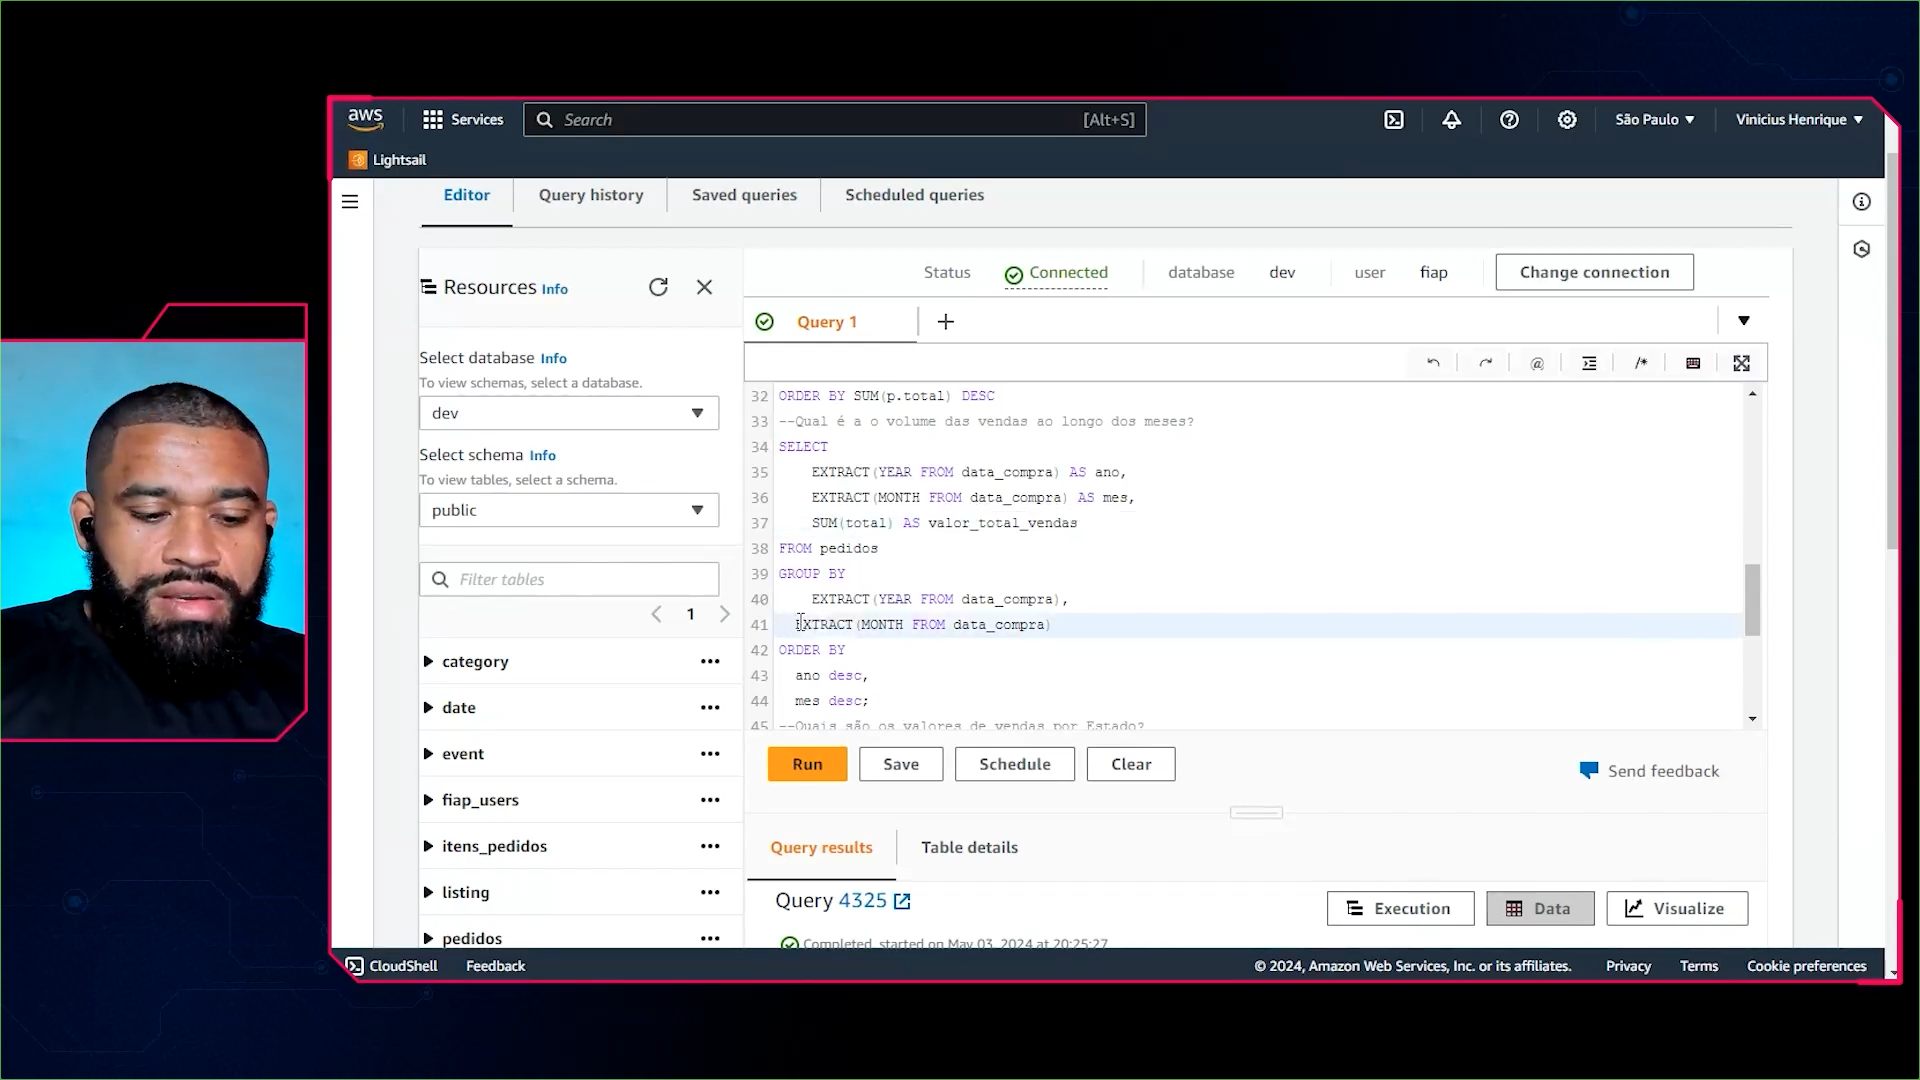 aws
Services
Search
[Alt+S]
São Paulo
Vinicius Henrique
Lightsail
Editor
Query history
Saved queries
Scheduled queries
Resources Info
Status
Connected
database
dev
user
fiap
Change connection
Query 1
Select database Info
To view schemas, select a database.
dev
Select schema Info
To view tables, select a schema.
public
Filter tables
1
category
date
event
fiap_users
itens_pedidos
listing
pedidos
32 ORDER BY SUM(p.total) DESC
33 --Qual é a o volume das vendas ao longo dos meses?
34 SELECT
35 EXTRACT(YEAR FROM data_compra) AS ano,
36 EXTRACT(MONTH FROM data_compra) AS mes,
37 SUM(total) AS valor_total_vendas
38 FROM pedidos
39 GROUP BY
40 EXTRACT(YEAR FROM data_compra),
41 EXTRACT(MONTH FROM data_compra)
42 ORDER BY
43 ano desc,
44 mes desc;
45 --Quais são os valores de vendas por Estado?
Run
Save
Schedule
Clear
Send feedback
Query results
Table details
Query 4325
Execution
Data
Visualize
Completed, started on May 03, 2024 at 20:25:27
CloudShell
Feedback
© 2024, Amazon Web Services, Inc. or its affiliates.
Privacy
Terms
Cookie preferences